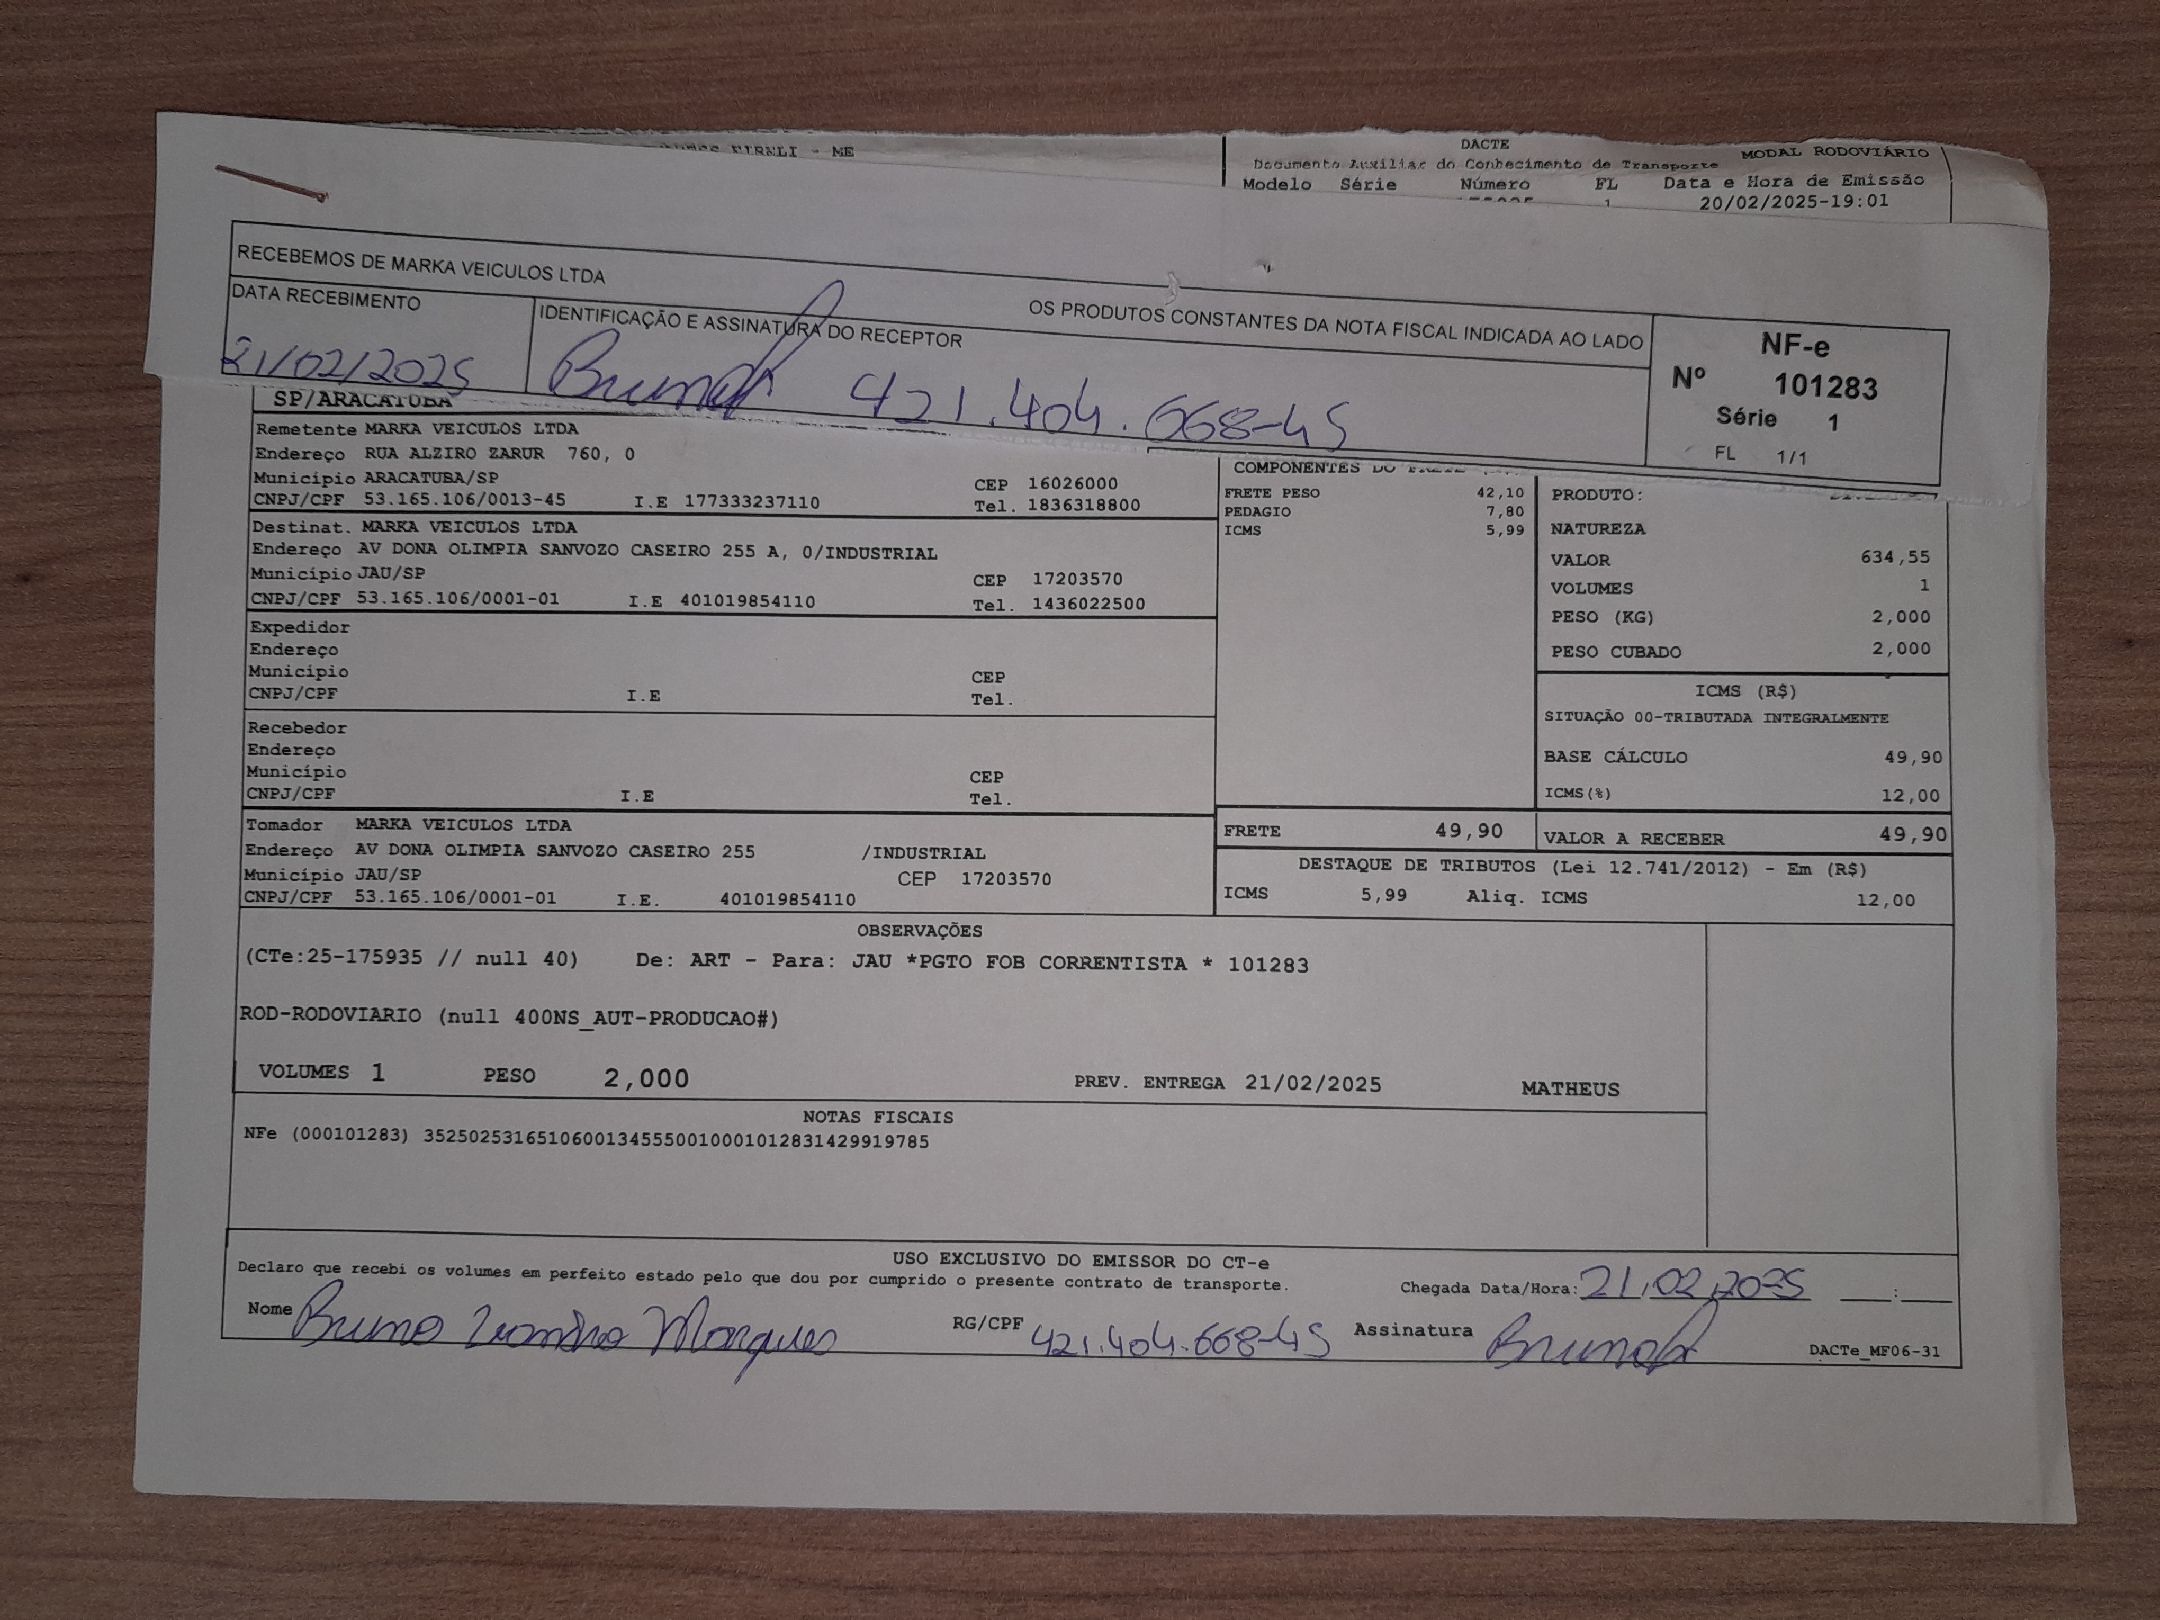 EIRELI - ME
DACTE
Documento Auxiliar do Conhecimento de Transporte
MODAL RODOVIÁRIO
Modelo Série Número FL Data e Hora de Emissão
1 20/02/2025-19:01
RECEBEMOS DE MARKA VEICULOS LTDA
OS PRODUTOS CONSTANTES DA NOTA FISCAL INDICADA AO LADO
DATA RECEBIMENTO
21/02/2025
IDENTIFICAÇÃO E ASSINATURA DO RECEPTOR
421.404.668-45
NF-e
Nº 101283
Série 1
FL 1/1
SP/ARACATUBA
Remetente MARKA VEICULOS LTDA
Endereço RUA ALZIRO ZARUR 760, 0
Município ARACATUBA/SP CEP 16026000
CNPJ/CPF 53.165.106/0013-45 I.E 177333237110 Tel. 1836318800
Destinat. MARKA VEICULOS LTDA
Endereço AV DONA OLIMPIA SANVOZO CASEIRO 255 A, 0/INDUSTRIAL
Município JAU/SP CEP 17203570
CNPJ/CPF 53.165.106/0001-01 I.E 401019854110 Tel. 1436022500
Expedidor
Endereço
Município CEP
CNPJ/CPF I.E Tel.
Recebedor
Endereço
Município CEP
CNPJ/CPF I.E Tel.
Tomador MARKA VEICULOS LTDA
Endereço AV DONA OLIMPIA SANVOZO CASEIRO 255 /INDUSTRIAL
Município JAU/SP CEP 17203570
CNPJ/CPF 53.165.106/0001-01 I.E. 401019854110
COMPONENTES DO FRETE
FRETE PESO 42,10
PEDAGIO 7,80
ICMS 5,99
PRODUTO:
NATUREZA
VALOR 634,55
VOLUMES 1
PESO (KG) 2,000
PESO CUBADO 2,000
ICMS (R$)
SITUAÇÃO 00-TRIBUTADA INTEGRALMENTE
BASE CÁLCULO 49,90
ICMS(%) 12,00
FRETE 49,90 VALOR A RECEBER 49,90
DESTAQUE DE TRIBUTOS (Lei 12.741/2012) - Em (R$)
ICMS 5,99 Aliq. ICMS 12,00
OBSERVAÇÕES
(CTe:25-175935 // null 40) De: ART - Para: JAU *PGTO FOB CORRENTISTA * 101283
ROD-RODOVIARIO (null 400NS_AUT-PRODUCAO#)
VOLUMES 1 PESO 2,000 PREV. ENTREGA 21/02/2025 MATHEUS
NOTAS FISCAIS
NFe (000101283) 35250253165106001345550010001012831429919785
USO EXCLUSIVO DO EMISSOR DO CT-e
Declaro que recebi os volumes em perfeito estado pelo que dou por cumprido o presente contrato de transporte.
Chegada Data/Hora: 21,02,2025 :
Nome Bruno Leandro Marques RG/CPF 421.404.668-45 Assinatura
DACTe_MF06-31